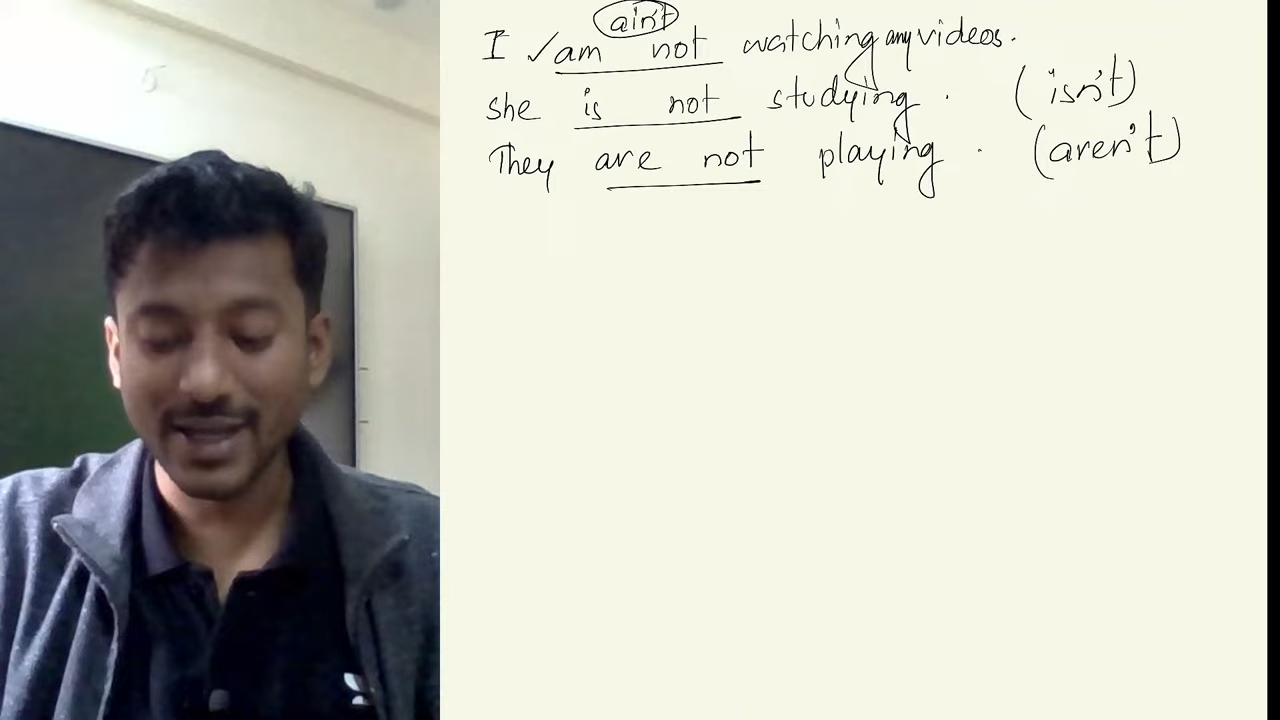 ain't
I ✓am not watching any videos.
she is not studying. (isn't)
They are not playing. (aren't)